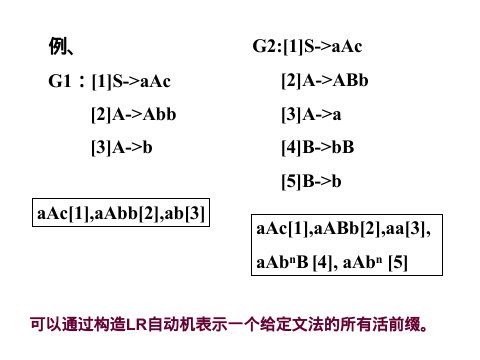 例、
G1：[1]S->aAc
[2]A->Abb
[3]A->b
aAc[1],aAbb[2],ab[3]
G2:[1]S->aAc
[2]A->ABb
[3]A->a
[4]B->bB
[5]B->b
aAc[1],aABb[2],aa[3],
aAbⁿB [4], aAbⁿ [5]
可以通过构造LR自动机表示一个给定文法的所有活前缀。